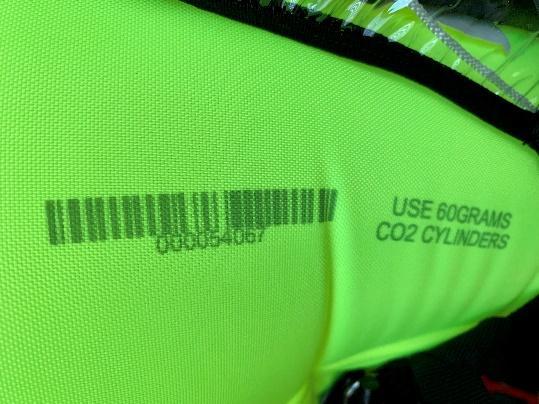 000054067
USE 60GRAMS
CO2 CYLINDERS